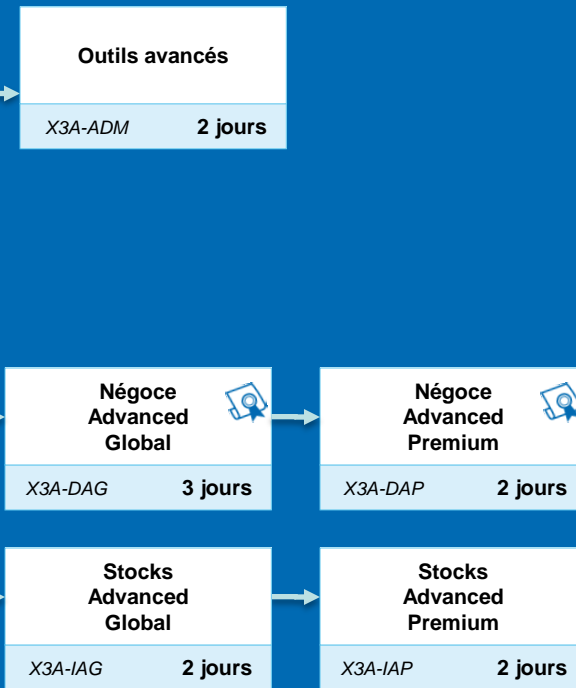 Outils avancés
X3A-ADM 2 jours
Négoce
Advanced
Global
X3A-DAG 3 jours
Négoce
Advanced
Premium
X3A-DAP 2 jours
Stocks
Advanced
Global
X3A-IAG 2 jours
Stocks
Advanced
Premium
X3A-IAP 2 jours